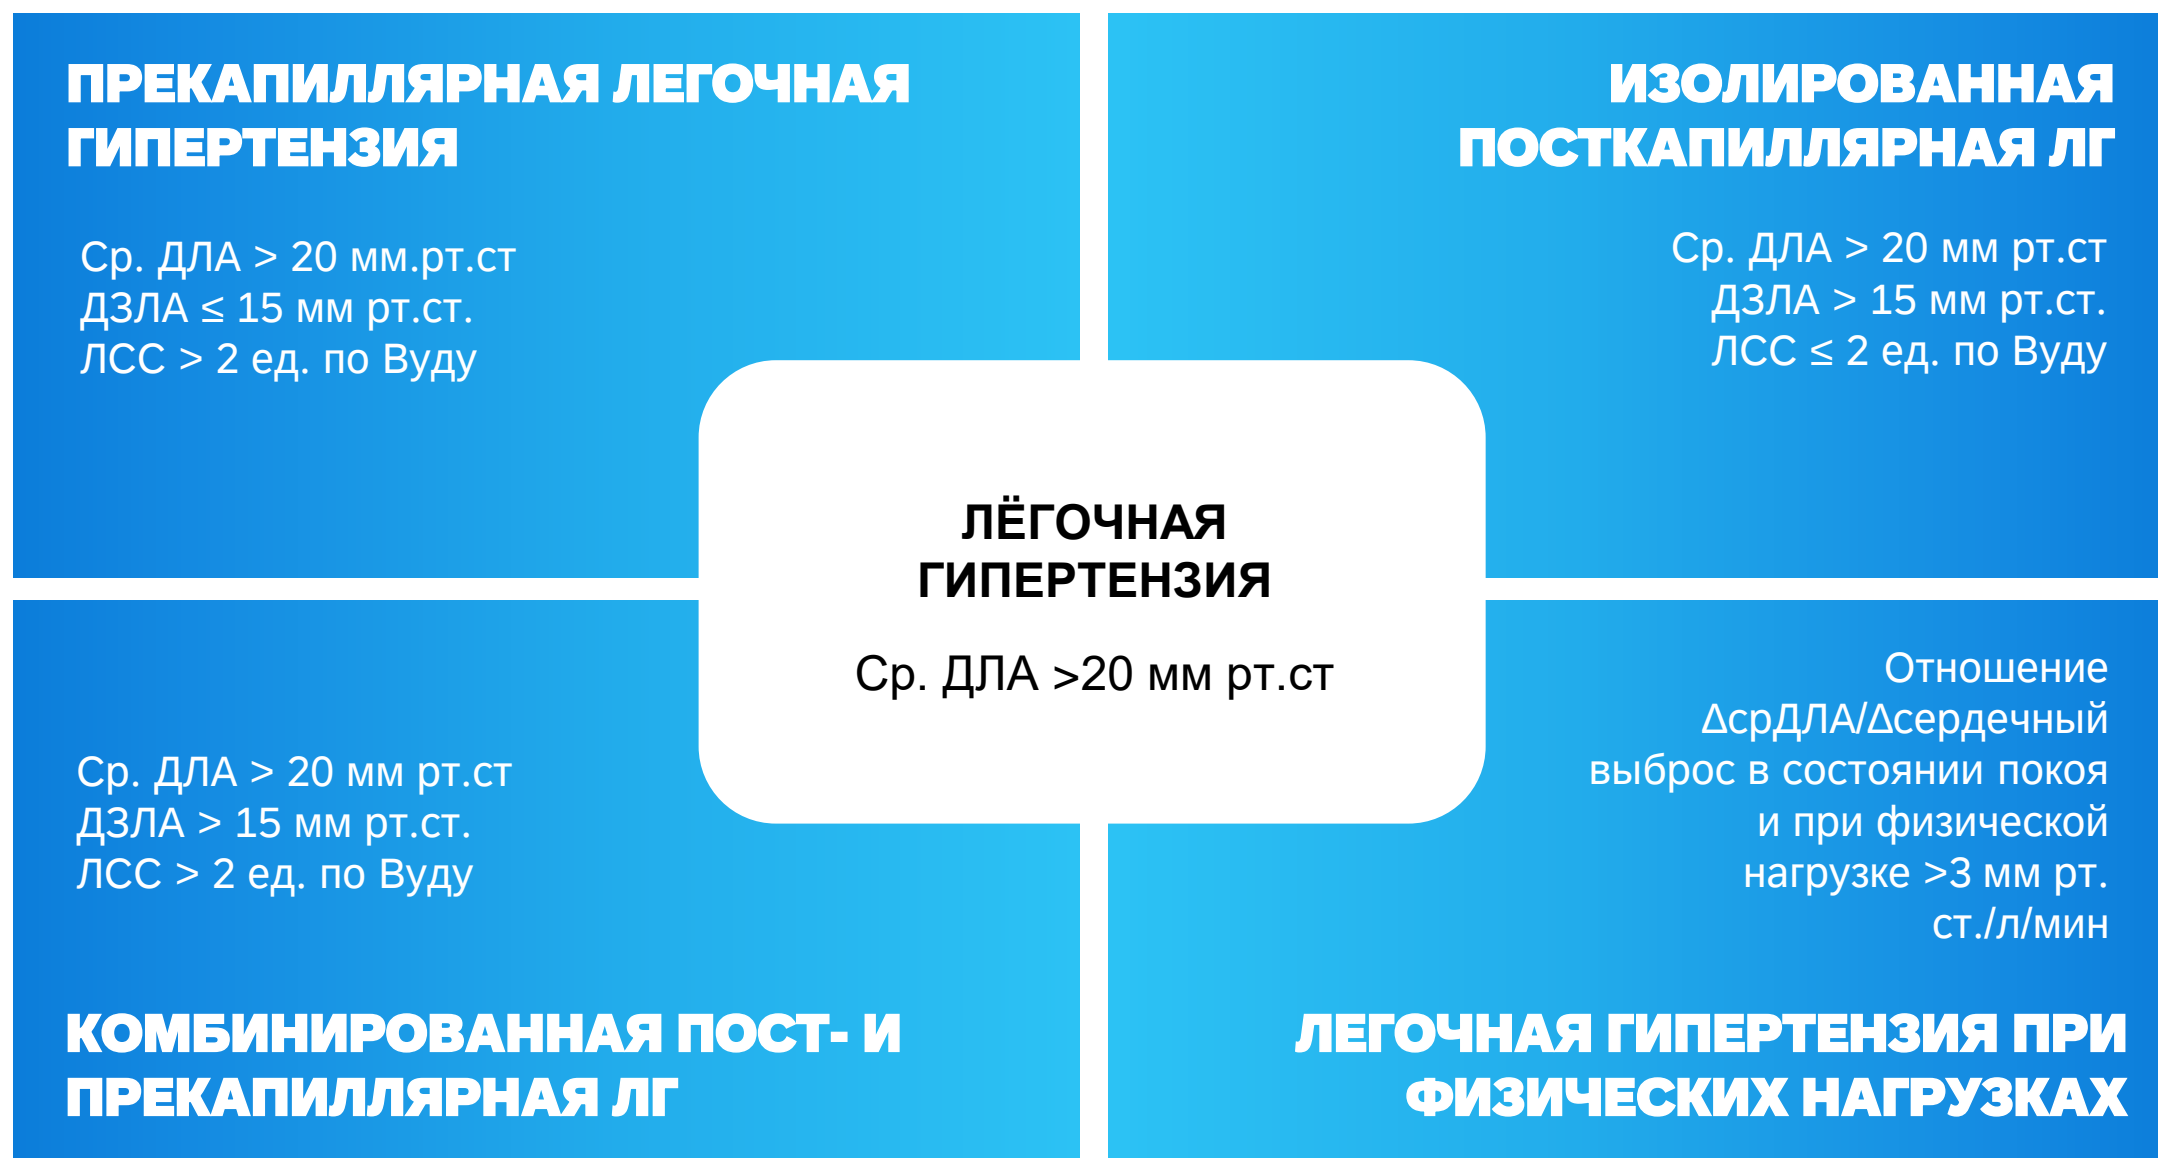 ПРЕКАПИЛЛЯРНАЯ ЛЕГОЧНАЯ
ГИПЕРТЕНЗИЯ
Ср. ДЛА > 20 мм.рт.ст
ДЗЛА ≤ 15 мм рт.ст.
ЛСС > 2 ед. по Вуду
ИЗОЛИРОВАННАЯ
ПОСТКАПИЛЛЯРНАЯ ЛГ
Ср. ДЛА > 20 мм рт.ст
ДЗЛА > 15 мм рт.ст.
ЛСС ≤ 2 ед. по Вуду
ЛЁГОЧНАЯ
ГИПЕРТЕНЗИЯ
Ср. ДЛА >20 мм рт.ст
Ср. ДЛА > 20 мм рт.ст
ДЗЛА > 15 мм рт.ст.
ЛСС > 2 ед. по Вуду
КОМБИНИРОВАННАЯ ПОСТ- И
ПРЕКАПИЛЛЯРНАЯ ЛГ
Отношение
∆срДЛА/∆сердечный
выброс в состоянии покоя
и при физической
нагрузке >3 мм рт.
ст./л/мин
ЛЕГОЧНАЯ ГИПЕРТЕНЗИЯ ПРИ
ФИЗИЧЕСКИХ НАГРУЗКАХ